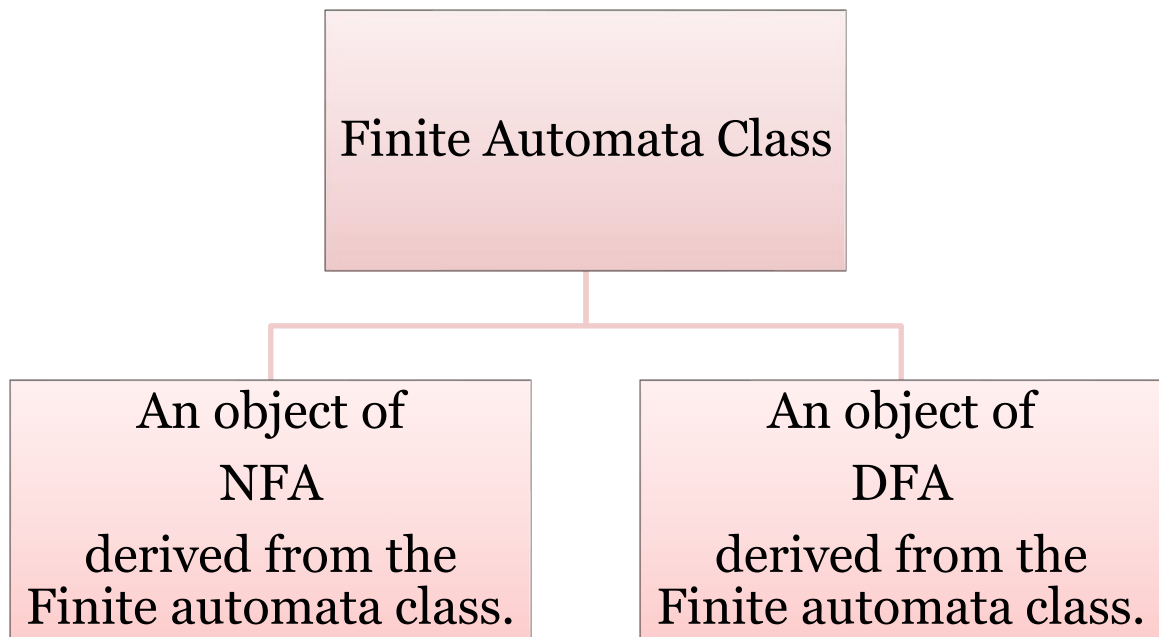 Finite Automata Class
An object of
NFA
derived from the
Finite automata class.
An object of
DFA
derived from the
Finite automata class.